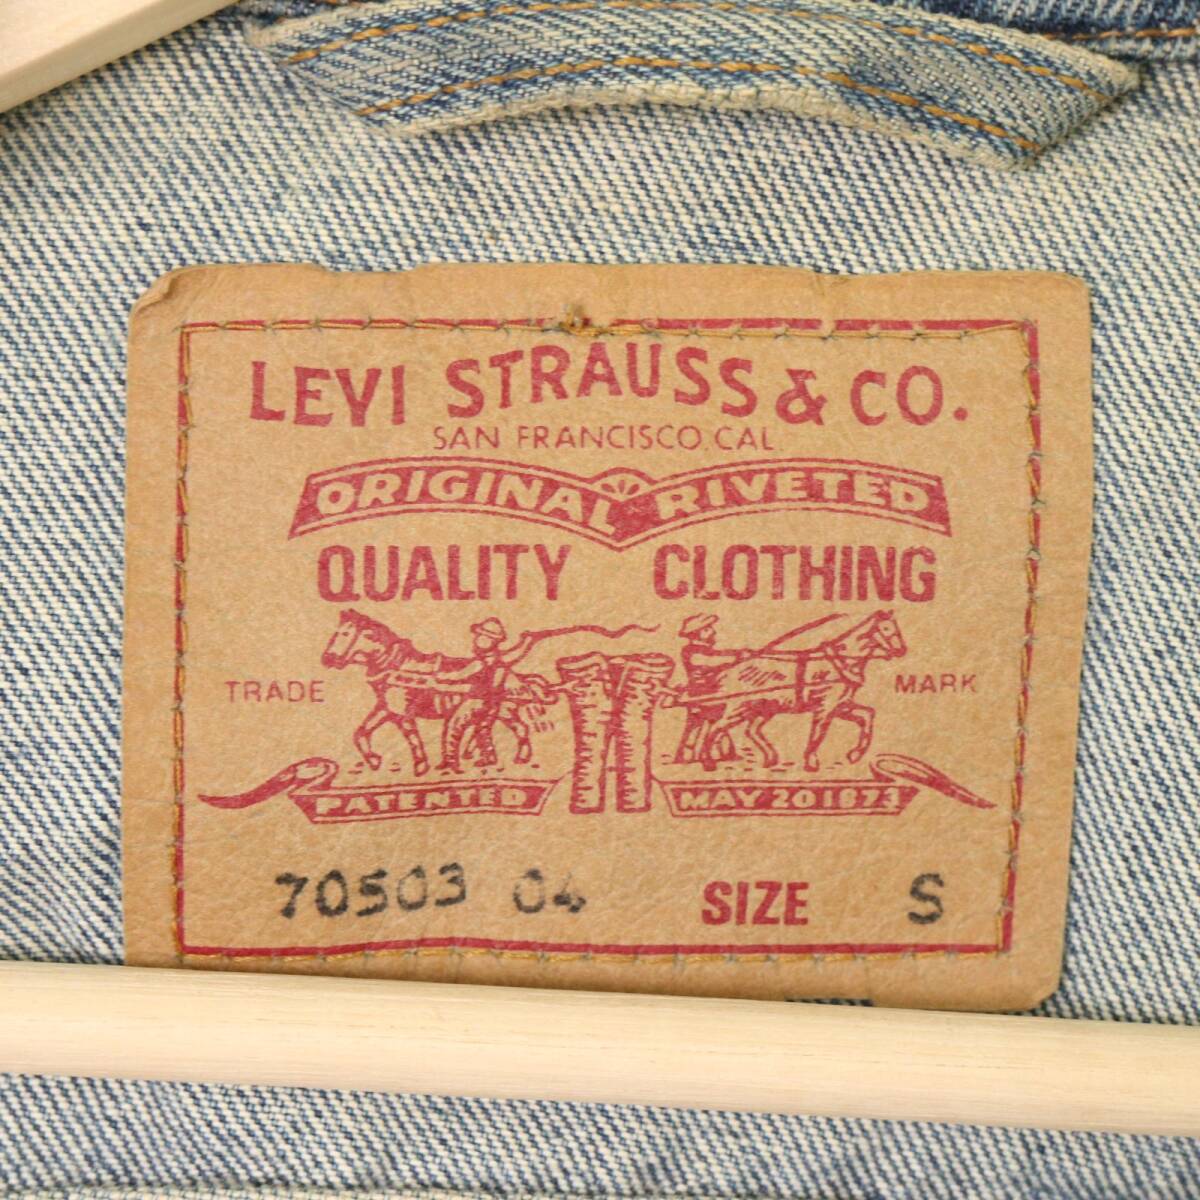 LEVI STRAUSS & CO.
SAN FRANCISCO, CAL.
ORIGINAL RIVETED
QUALITY CLOTHING
TRADE MARK
PATENTED MAY 20 1873
70503 04 SIZE S